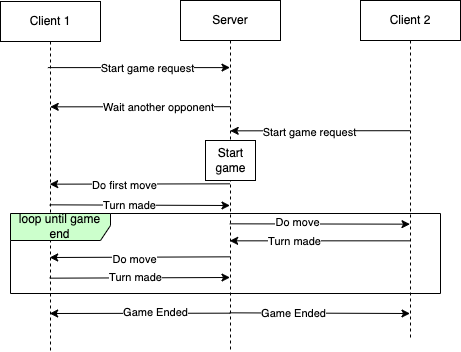 Client 1
Server
Client 2
Start game request
Wait another opponent
Start game request
Start
game
Do first move
Turn made
loop until game
end
Do move
Turn made
Do move
Turn made
Game Ended
Game Ended